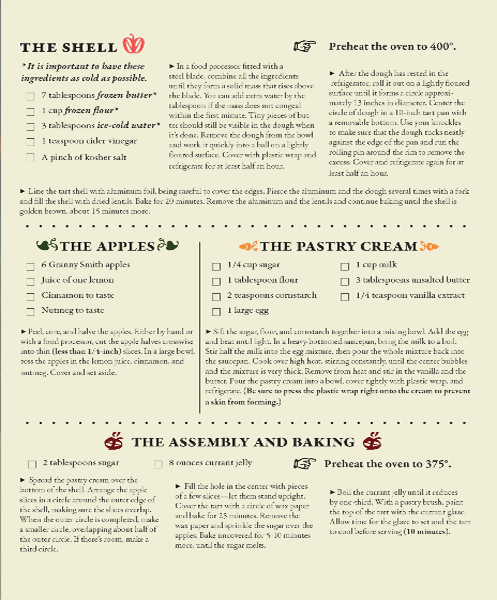 THE SHELL
Preheat the oven to 400°.
*It is important to have these
ingredients as cold as possible.
7 tablespoons frozen butter*
1 cup frozen flour*
3 tablespoons ice-cold water*
1 teaspoon cider vinegar
A pinch of kosher salt
▸ In a food processor fitted with a
steel blade, combine all the ingredients
until they form a solid mass that rises above
the blade. You can add extra water by the
tablespoon if the mass does not congeal
within the first minute. Tiny pieces of but-
ter should still be visible in the dough when
it's done. Remove the dough from the bowl
and work it quickly into a ball on a lightly
floured surface. Cover with plastic wrap and
refrigerate for at least half an hour.
▸ After the dough has rested in the
refrigerator, roll it out on a lightly floured
surface until it forms a circle approxi-
mately 13 inches in diameter. Center the
circle of dough in a tart pan with
a removable bottom. Use your knuckles
to make sure that the dough tucks neatly
against the edge of the pan and run the
rolling pin around the rim to remove the
excess. Cover and refrigerate again for at
least half an hour.
▸ Line the tart shell with aluminum foil, being careful to cover the edges. Pierce the aluminum and the dough several times with a fork
and fill the shell with dried lentils. Bake for 20 minutes. Remove the aluminum and the lentils and continue baking until the shell is
golden brown, about 15 minutes more.
THE APPLES
6 Granny Smith apples
Juice of one lemon
Cinnamon to taste
Nutmeg to taste
▸ Peel, core, and halve the apples. Either by hand or
with a food processor, cut the apple halves crosswise
into thin (less than 1/4-inch) slices. In a large bowl,
toss the apples in the lemon juice, cinnamon, and
nutmeg. Cover and set aside.
THE PASTRY CREAM
1/4 cup sugar
1 tablespoon flour
2 teaspoons cornstarch
1 large egg
1 cup milk
3 tablespoons unsalted butter
1/4 teaspoon vanilla extract
▸ Sift the sugar, flour, and cornstarch together into a mixing bowl. Add the egg
and beat until light. In a heavy-bottomed saucepan, bring the milk to a boil.
Stir half the milk into the egg mixture, then pour the whole mixture back into
the saucepan. Cook over high heat, stirring constantly, until the center bubbles
and the mixture is very thick. Remove from heat and stir in the vanilla and the
butter. Pour the pastry cream into a bowl, cover tightly with plastic wrap, and
refrigerate. (Be sure to press the plastic wrap right onto the cream to prevent
a skin from forming.)
THE ASSEMBLY AND BAKING
2 tablespoons sugar
8 ounces currant jelly
Preheat the oven to 375°.
▸ Spread the pastry cream over the
bottom of the shell. Arrange the apple
slices in a circle around the outer edge of
the shell, making sure the slices overlap.
When the outer circle is completed, make
a smaller circle, overlapping about half of
the outer circle. If there's room, make a
third circle.
▸ Fill the hole in the center with pieces
of a few slices—let them stand upright.
Cover the tart with a circle of wax paper
and bake for 25 minutes. Remove the
wax paper and sprinkle the sugar over the
apples. Bake uncovered for 5-10 minutes
more, until the sugar melts.
▸ Boil the currant jelly until it reduces
by one-third. With a pastry brush, paint
the top of the tart with the currant glaze.
Allow time for the glaze to set and the tart
to cool before serving (10 minutes).